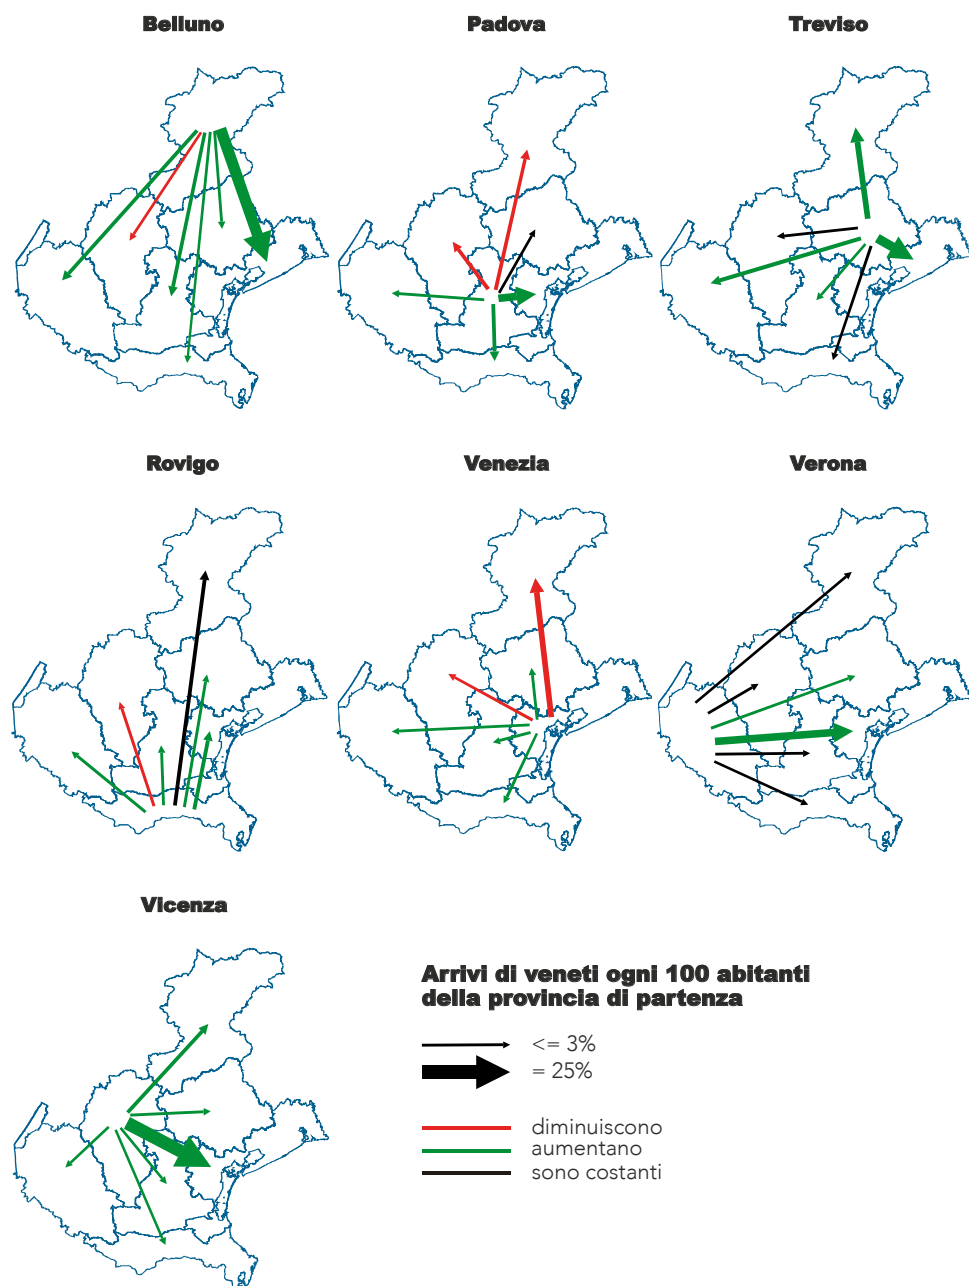 Belluno
Padova
Treviso
Rovigo
Venezia
Verona
Vicenza
Arrivi di veneti ogni 100 abitanti
della provincia di partenza
<= 3%
= 25%
diminuiscono
aumentano
sono costanti